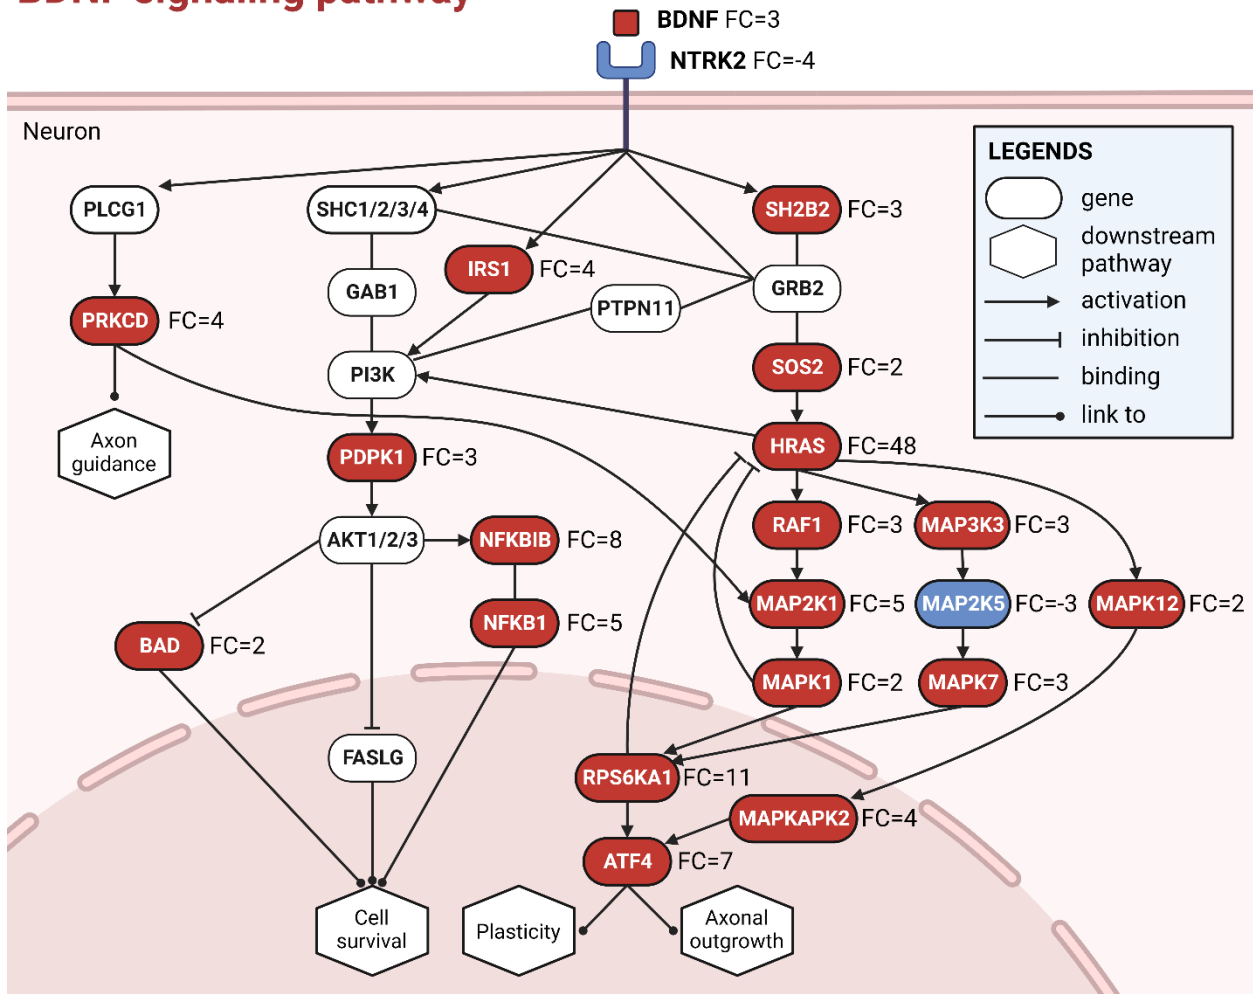 BDNF signaling pathway
BDNF FC=3
NTRK2 FC=-4
Neuron
LEGENDS
gene
downstream
pathway
activation
inhibition
binding
link to
PLCG1
SHC1/2/3/4
SH2B2 FC=3
IRS1 FC=4
GAB1
PTPN11
GRB2
PRKCD FC=4
PI3K
SOS2 FC=2
Axon
guidance
PDPK1 FC=3
HRAS FC=48
AKT1/2/3
NFKBIB FC=8
RAF1 FC=3
MAP3K3 FC=3
BAD FC=2
NFKB1 FC=5
MAP2K1 FC=5
MAP2K5 FC=-3
MAPK12 FC=2
MAPK1 FC=2
MAPK7 FC=3
FASLG
RPS6KA1 FC=11
MAPKAPK2 FC=4
ATF4 FC=7
Cell
survival
Plasticity
Axonal
outgrowth